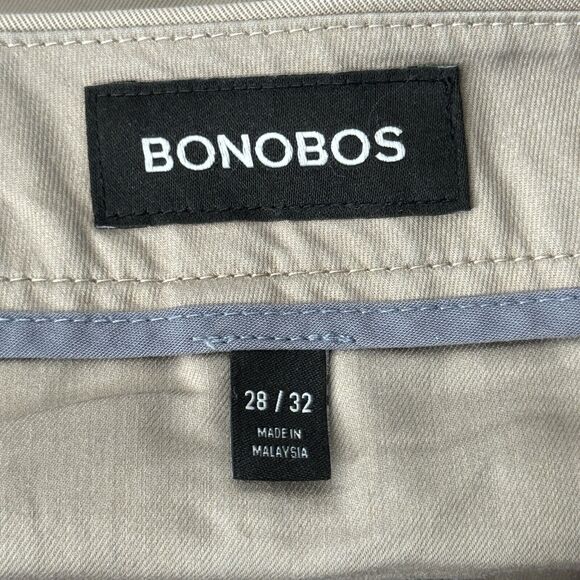 BONOBOS
28 / 32
MADE IN
MALAYSIA